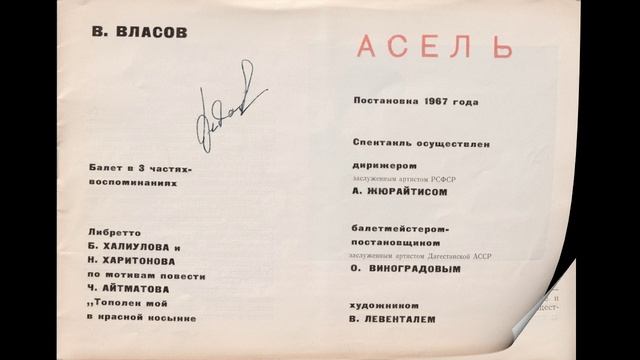 В. ВЛАСОВ
Балет в 3 частях-
воспоминаниях
Либретто
Б. ХАЛИУЛОВА и
Н. ХАРИТОНОВА
по мотивам повести
Ч. АЙТМАТОВА
„Тополек мой
в красной косынке
АСЕЛЬ
Постановка 1967 года
Спектакль осуществлен
дирижером
заслуженным артистом РСФСР
А. ЖЮРАЙТИСОМ
балетмейстером-
постановщиком
заслуженным артистом Дагестанской АССР
О. ВИНОГРАДОВЫМ
художником
В. ЛЕВЕНТАЛЕМ